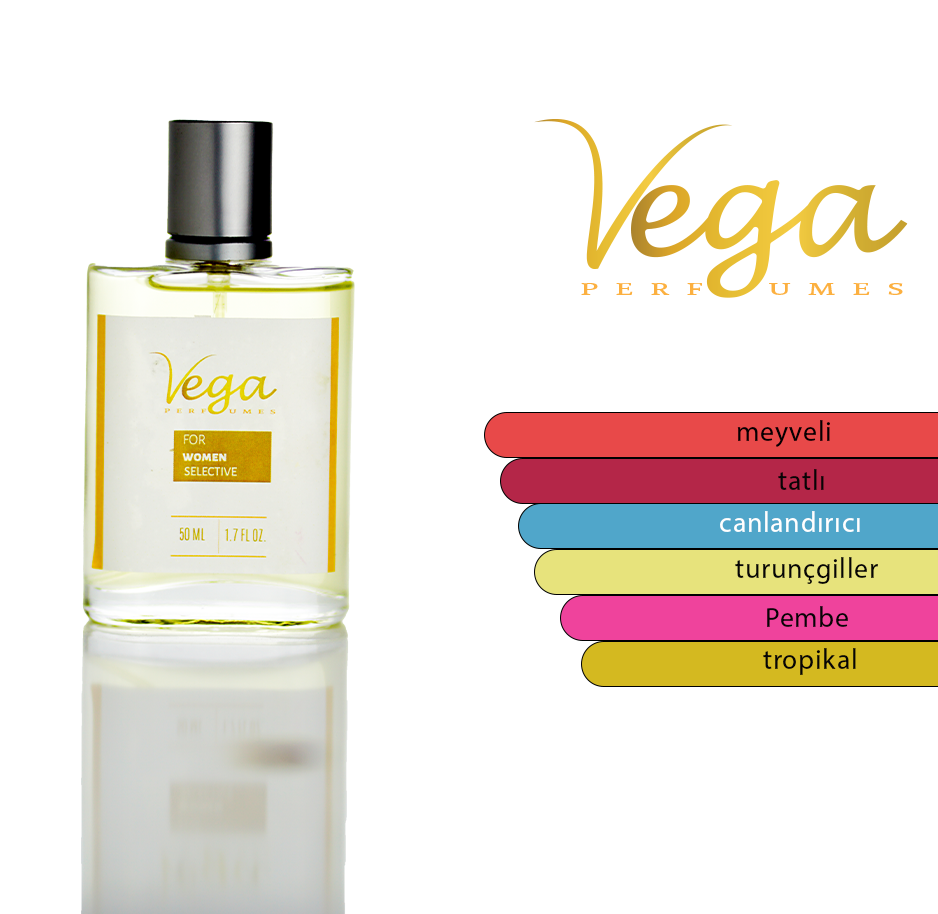 Vega
PERFUMES
FOR
WOMEN
SELECTIVE
50 ML 1.7 FL OZ.
Vega
PERFUMES
meyveli
tatlı
canlandırıcı
turunçgiller
Pembe
tropikal